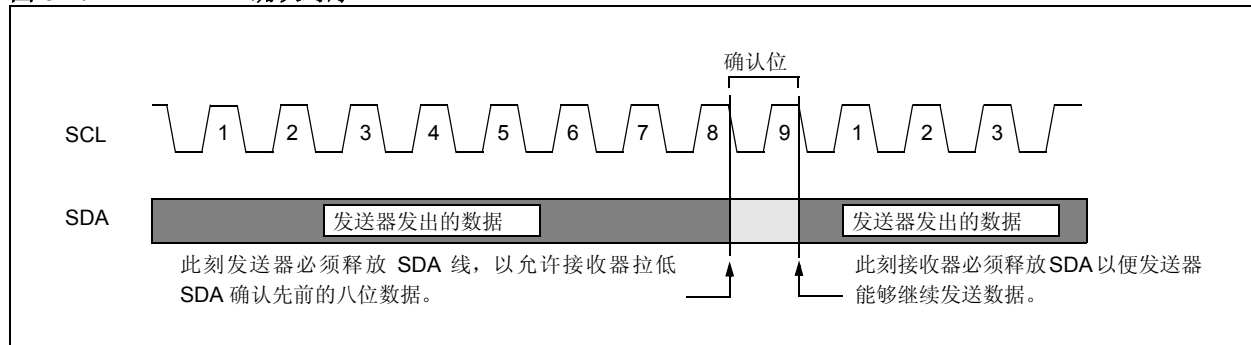 确认位
SCL 1 2 3 4 5 6 7 8 9 1 2 3
SDA 发送器发出的数据 发送器发出的数据
此刻发送器必须释放 SDA 线，以允许接收器拉低
SDA 确认先前的八位数据。
此刻接收器必须释放SDA以便发送器
能够继续发送数据。